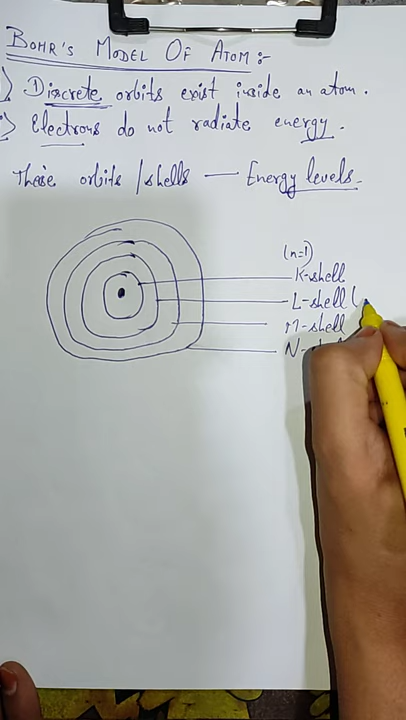 BOHR'S MODEL OF ATOM :-
1) Discrete orbits exist inside an atom.
Electrons do not radiate energy.
These orbits / shells — Energy levels.
(n=1)
K-shell
L-shell (
M-shell
N-